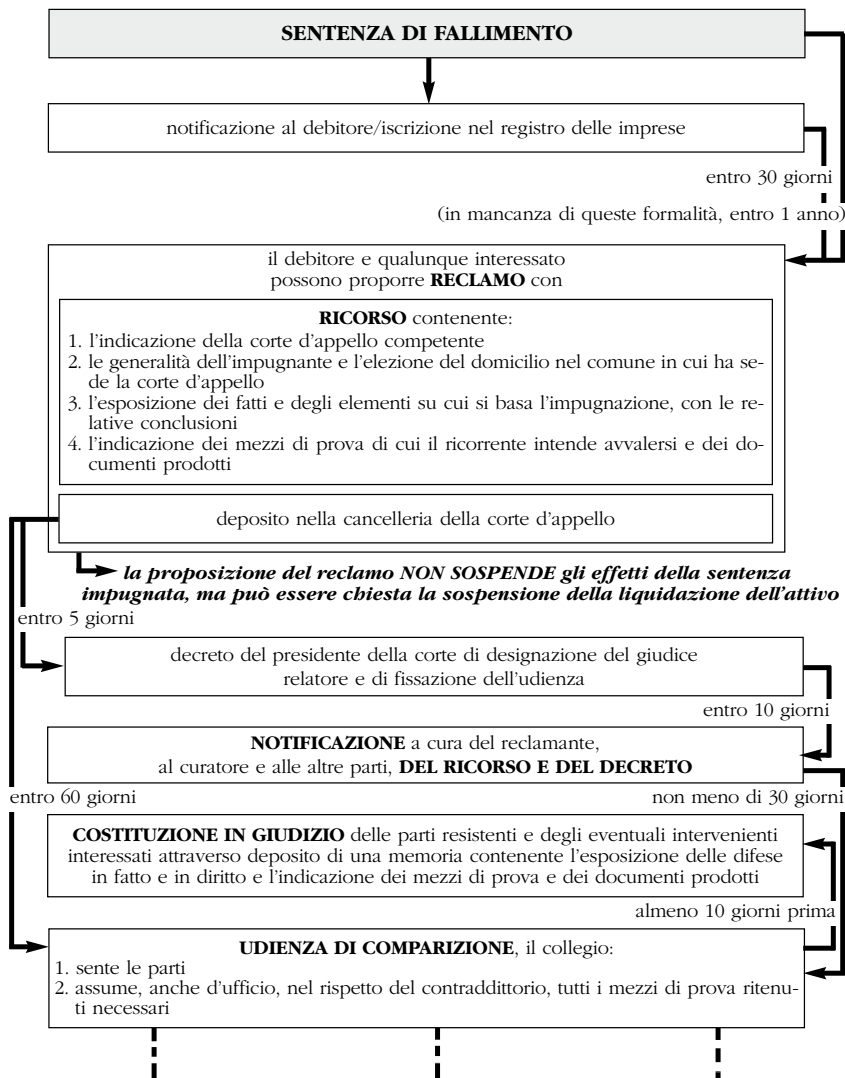 SENTENZA DI FALLIMENTO
notificazione al debitore/iscrizione nel registro delle imprese
entro 30 giorni
(in mancanza di queste formalità, entro 1 anno)
il debitore e qualunque interessato
possono proporre RECLAMO con
RICORSO contenente:
1. l'indicazione della corte d'appello competente
2. le generalità dell'impugnante e l'elezione del domicilio nel comune in cui ha se-
de la corte d'appello
3. l'esposizione dei fatti e degli elementi su cui si basa l'impugnazione, con le re-
lative conclusioni
4. l'indicazione dei mezzi di prova di cui il ricorrente intende avvalersi e dei do-
cumenti prodotti
deposito nella cancelleria della corte d'appello
la proposizione del reclamo NON SOSPENDE gli effetti della sentenza
impugnata, ma può essere chiesta la sospensione della liquidazione dell'attivo
entro 5 giorni
decreto del presidente della corte di designazione del giudice
relatore e di fissazione dell'udienza
entro 10 giorni
NOTIFICAZIONE a cura del reclamante,
al curatore e alle altre parti, DEL RICORSO E DEL DECRETO
entro 60 giorni
non meno di 30 giorni
COSTITUZIONE IN GIUDIZIO delle parti resistenti e degli eventuali intervenienti
interessati attraverso deposito di una memoria contenente l'esposizione delle difese
in fatto e in diritto e l'indicazione dei mezzi di prova e dei documenti prodotti
almeno 10 giorni prima
UDIENZA DI COMPARIZIONE, il collegio:
1. sente le parti
2. assume, anche d'ufficio, nel rispetto del contraddittorio, tutti i mezzi di prova ritenu-
ti necessari